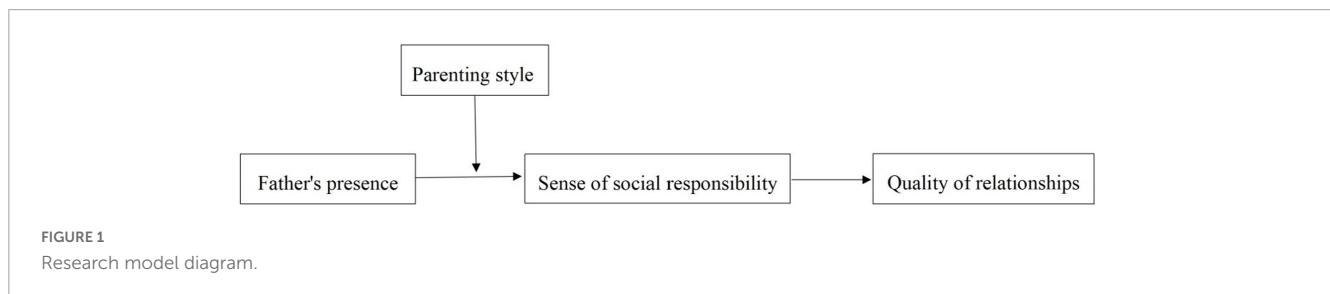 Parenting style
Father's presence
Sense of social responsibility
Quality of relationships
FIGURE 1
Research model diagram.